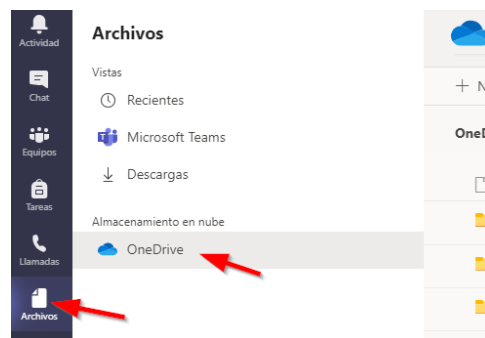 Actividad
Chat
Equipos
Tareas
Llamadas
Archivos
Archivos
Vistas
Recientes
Microsoft Teams
Descargas
Almacenamiento en nube
OneDrive
+ N
OneD